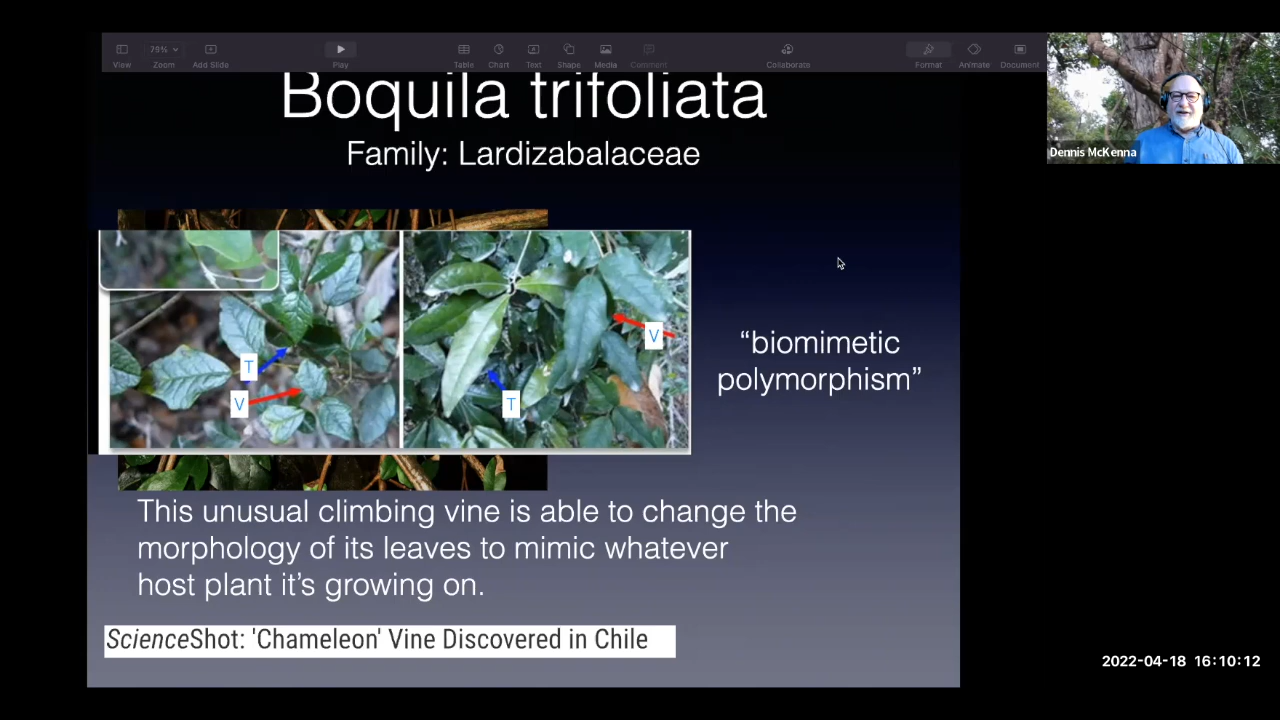 79%
View
Zoom
Add Slide
Play
Table
Chart
Text
Shape
Media
Comment
Collaborate
Format
Animate
Document
Boquila trifoliata
Family: Lardizabalaceae
Dennis McKenna
T
V
V
T
“biomimetic
polymorphism”
This unusual climbing vine is able to change the
morphology of its leaves to mimic whatever
host plant it’s growing on.
ScienceShot: 'Chameleon' Vine Discovered in Chile
2022-04-18 16:10:12